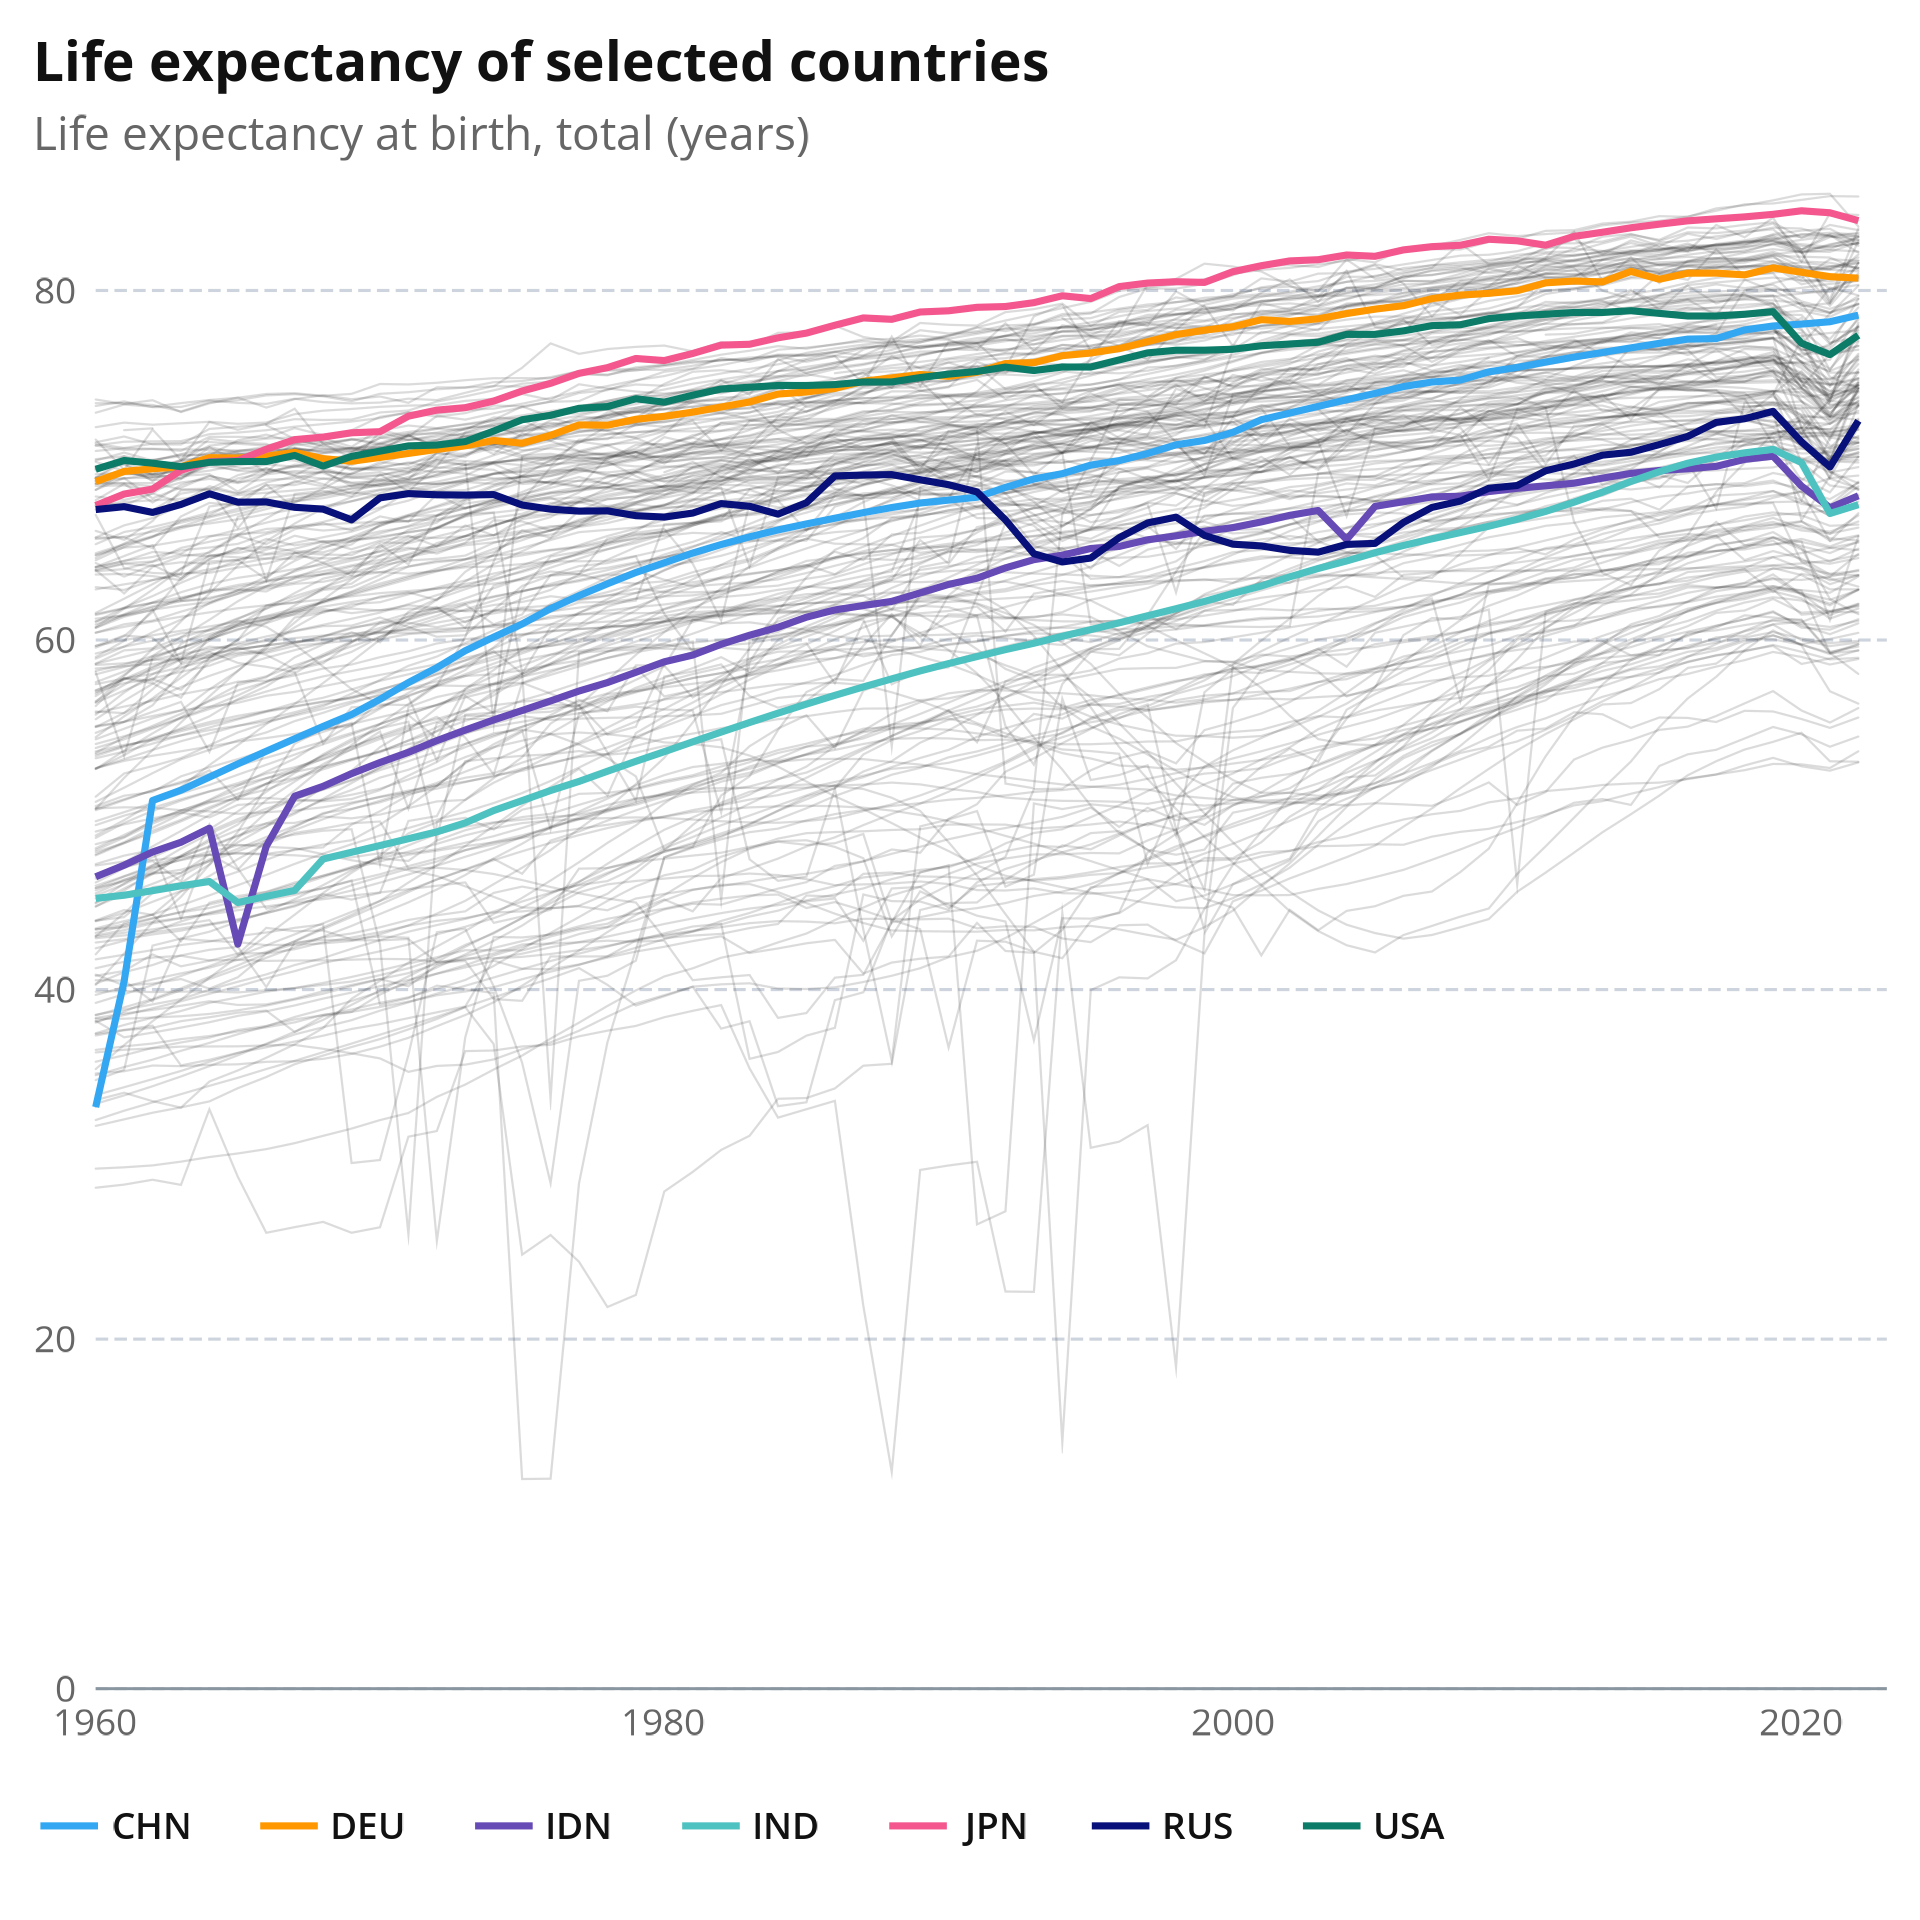 Life expectancy of selected countries
Life expectancy at birth, total (years)
80
60
40
20
0
1960 1980 2000 2020
CHN DEU IDN IND JPN RUS USA